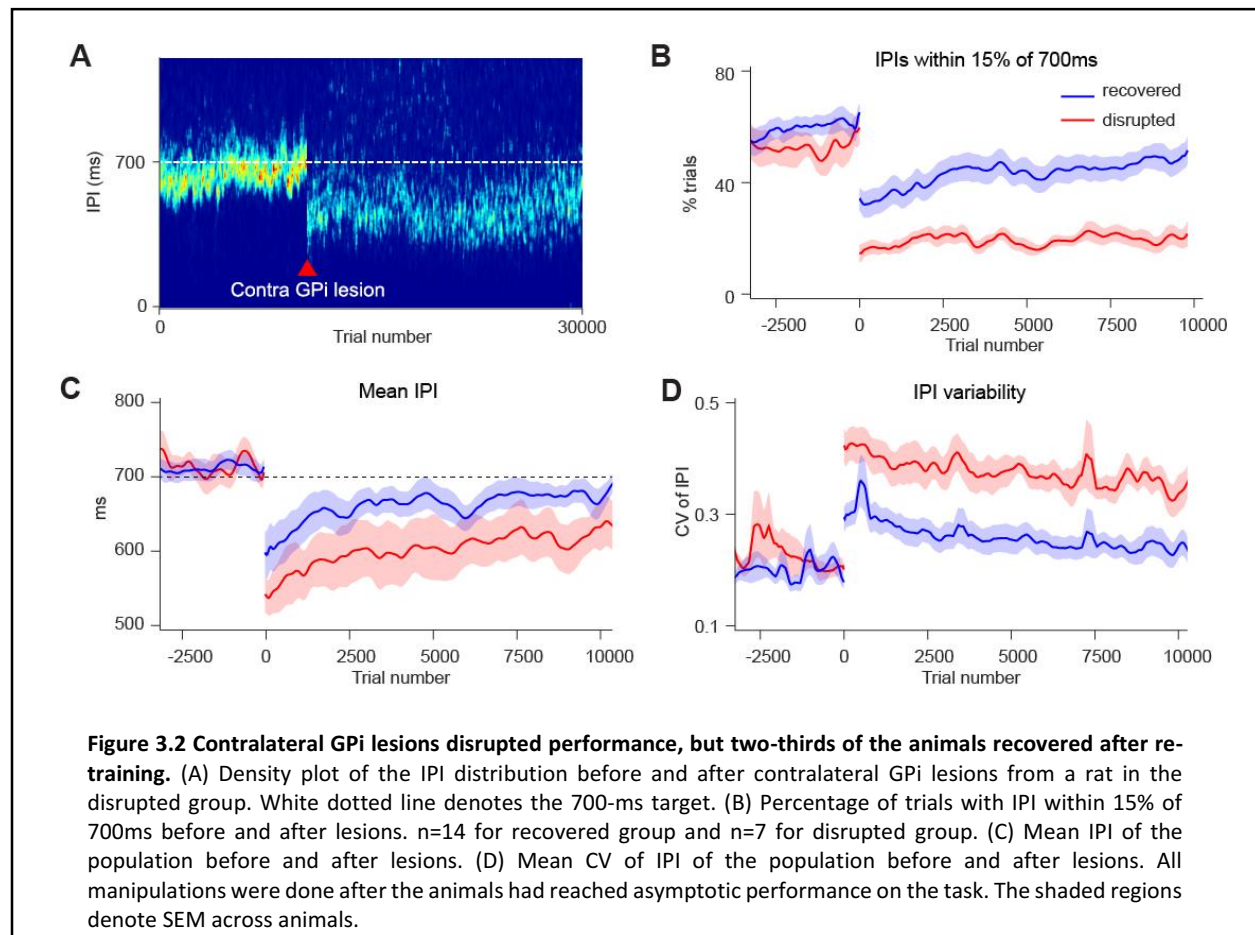 A
IPI (ms)
700
0
Contra GPi lesion
0
30000
Trial number
B
IPIs within 15% of 700ms
recovered
disrupted
% trials
80
40
0
-2500
0
2500
5000
7500
10000
Trial number
C
Mean IPI
ms
800
700
600
500
-2500
0
2500
5000
7500
10000
Trial number
D
IPI variability
CV of IPI
0.5
0.3
0.1
-2500
0
2500
5000
7500
10000
Trial number
Figure 3.2 Contralateral GPi lesions disrupted performance, but two-thirds of the animals recovered after re-
training. (A) Density plot of the IPI distribution before and after contralateral GPi lesions from a rat in the
disrupted group. White dotted line denotes the 700-ms target. (B) Percentage of trials with IPI within 15% of
700ms before and after lesions. n=14 for recovered group and n=7 for disrupted group. (C) Mean IPI of the
population before and after lesions. (D) Mean CV of IPI of the population before and after lesions. All
manipulations were done after the animals had reached asymptotic performance on the task. The shaded regions
denote SEM across animals.